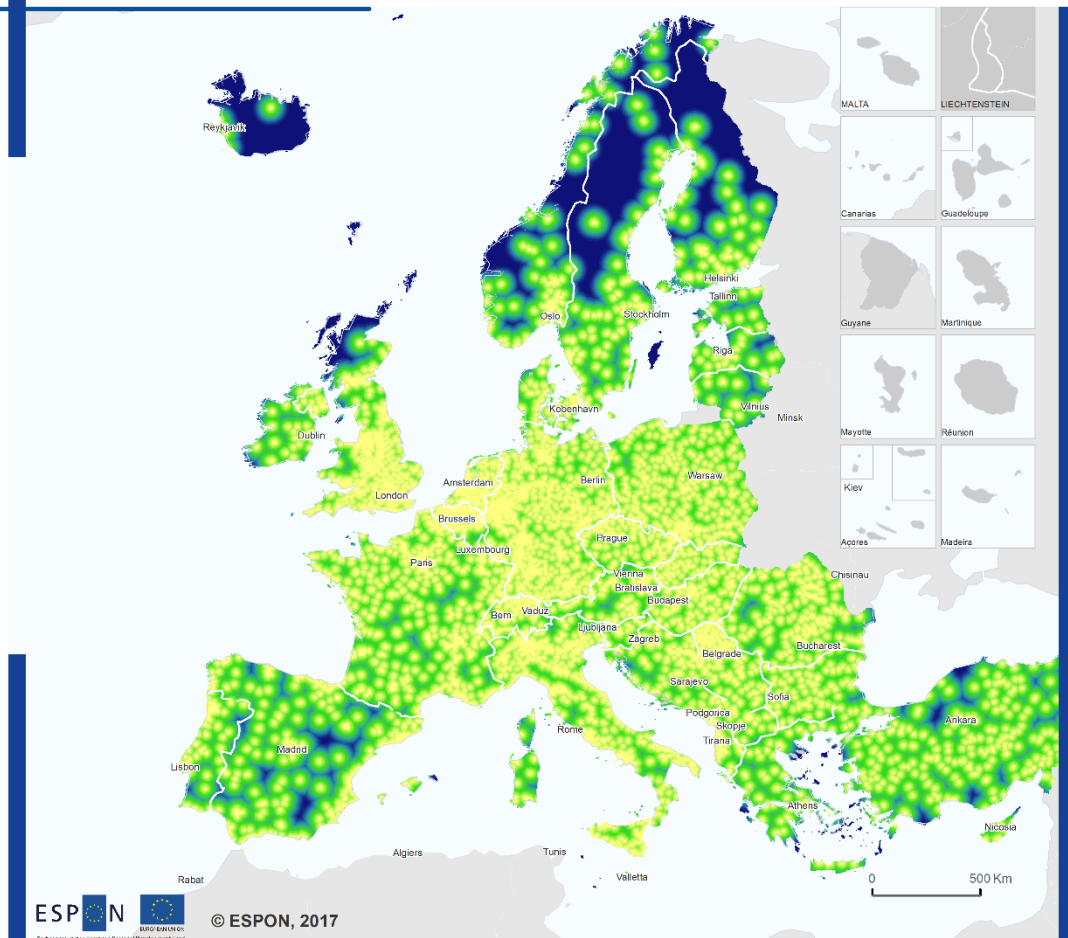 MALTA
LIECHTENSTEIN
Reykjavik
Canarias
Guadeloupe
Helsinki
Tallinn
Oslo
Stockholm
Guyane
Martinique
Riga
Kobenhavn
Vilnius
Minsk
Mayotte
Réunion
Dublin
Amsterdam
Berlin
Warsaw
London
Kiev
Brussels
Prague
Açores
Madeira
Luxembourg
Paris
Vienna
Chisinau
Bratislava
Budapest
Bern
Vaduz
Ljubljana
Zagreb
Bucharest
Belgrade
Sarajevo
Sofia
Podgorica
Ankara
Rome
Skopje
Tirana
Madrid
Lisbon
Athens
Nicosia
Algiers
Tunis
Valletta
Rabat
0 500 Km
ESPON
EUROPEAN UNION
© ESPON, 2017